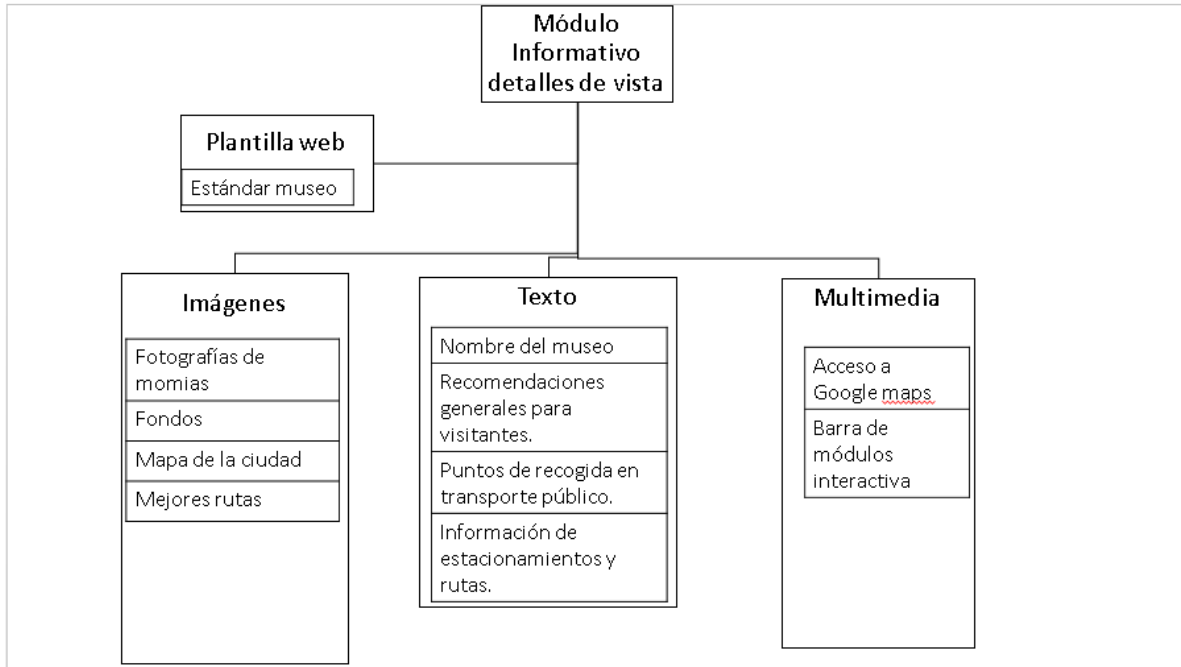 Módulo
Informativo
detalles de vista
Plantilla web
Estándar museo
Imágenes
Fotografías de
momias
Fondos
Mapa de la ciudad
Mejores rutas
Texto
Nombre del museo
Recomendaciones
generales para
visitantes.
Puntos de recogida en
transporte público.
Información de
estacionamientos y
rutas.
Multimedia
Acceso a
Google maps
Barra de
módulos
interactiva